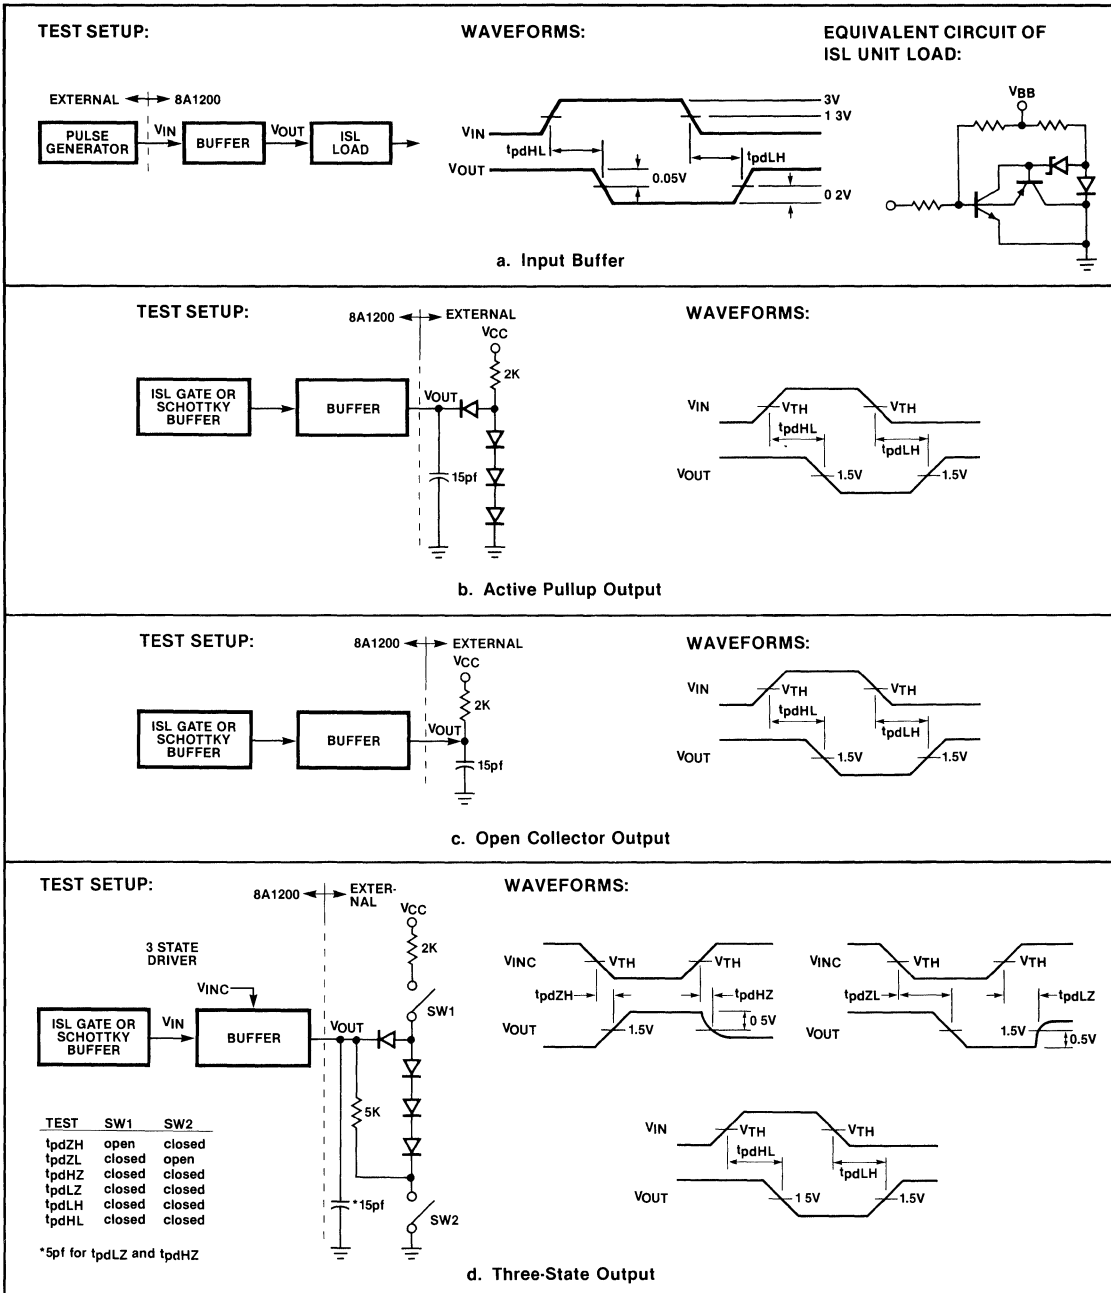 TEST SETUP:
WAVEFORMS:
EQUIVALENT CIRCUIT OF
ISL UNIT LOAD:
EXTERNAL
8A1200
PULSE
GENERATOR
VIN
BUFFER
VOUT
ISL
LOAD
VIN
3V
1 3V
tpdHL
tpdLH
VOUT
0.05V
0 2V
VBB
a. Input Buffer
TEST SETUP:
8A1200
EXTERNAL
WAVEFORMS:
VCC
2K
ISL GATE OR
SCHOTTKY
BUFFER
BUFFER
VOUT
15pf
VIN
VTH
VTH
tpdHL
tpdLH
VOUT
1.5V
1.5V
b. Active Pullup Output
TEST SETUP:
8A1200
EXTERNAL
WAVEFORMS:
VCC
2K
ISL GATE OR
SCHOTTKY
BUFFER
BUFFER
VOUT
15pf
VIN
VTH
VTH
tpdHL
tpdLH
VOUT
1.5V
1.5V
c. Open Collector Output
TEST SETUP:
8A1200
EXTER-
NAL
WAVEFORMS:
VCC
2K
3 STATE
DRIVER
VINC
SW1
ISL GATE OR
SCHOTTKY
BUFFER
VIN
BUFFER
VOUT
5K
*15pf
SW2
TEST SW1 SW2
tpdZH open closed
tpdZL closed open
tpdHZ closed closed
tpdLZ closed closed
tpdLH closed closed
tpdHL closed closed
*5pf for tpdLZ and tpdHZ
VINC
VTH
VTH
tpdZH
tpdHZ
VOUT
1.5V
0 5V
VINC
VTH
VTH
tpdZL
tpdLZ
VOUT
1.5V
0.5V
VIN
VTH
VTH
tpdHL
tpdLH
VOUT
1 5V
1.5V
d. Three-State Output